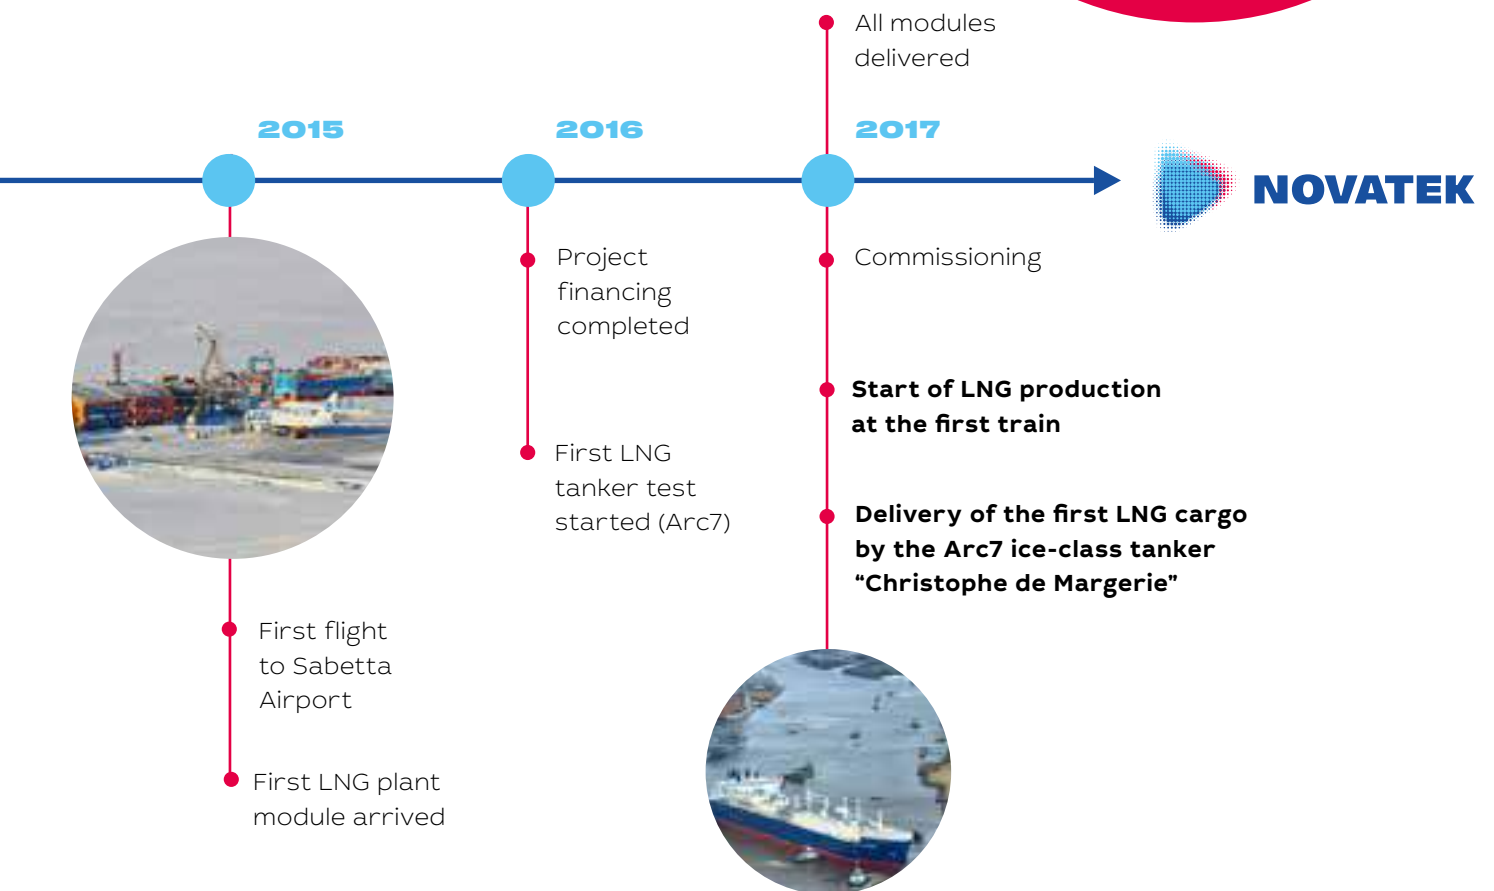 All modules
delivered
2015
2016
2017
NOVATEK
Project
financing
completed
Commissioning
Start of LNG production
at the first train
First LNG
tanker test
started (Arc7)
Delivery of the first LNG cargo
by the Arc7 ice-class tanker
“Christophe de Margerie”
First flight
to Sabetta
Airport
First LNG plant
module arrived